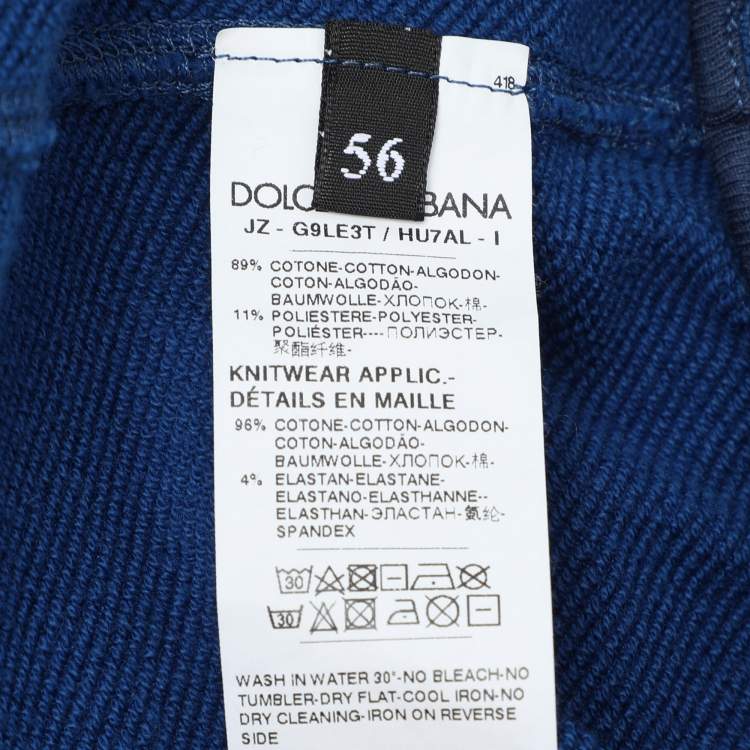 418
56
DOLC BANA
JZ - G9LE3T / HU7AL - I
89% COTONE-COTTON-ALGODON-
COTON-ALGODÃO-
BAUMWOLLE-ХЛОПОК-棉-
11% POLIESTERE-POLYESTER-
POLIÉSTER----ПОЛИЭСТЕР-
聚酯纤维-
KNITWEAR APPLIC.-
DÉTAILS EN MAILLE
96% COTONE-COTTON-ALGODON-
COTON-ALGODÃO-
BAUMWOLLE-ХЛОПОК-棉-
4% ELASTAN-ELASTANE-
ELASTANO-ELASTHANNE--
ELASTHAN-ЭЛАСТАН-氨纶-
SPANDEX
30
30
WASH IN WATER 30°-NO BLEACH-NO
TUMBLER-DRY FLAT-COOL IRON-NO
DRY CLEANING-IRON ON REVERSE
SIDE